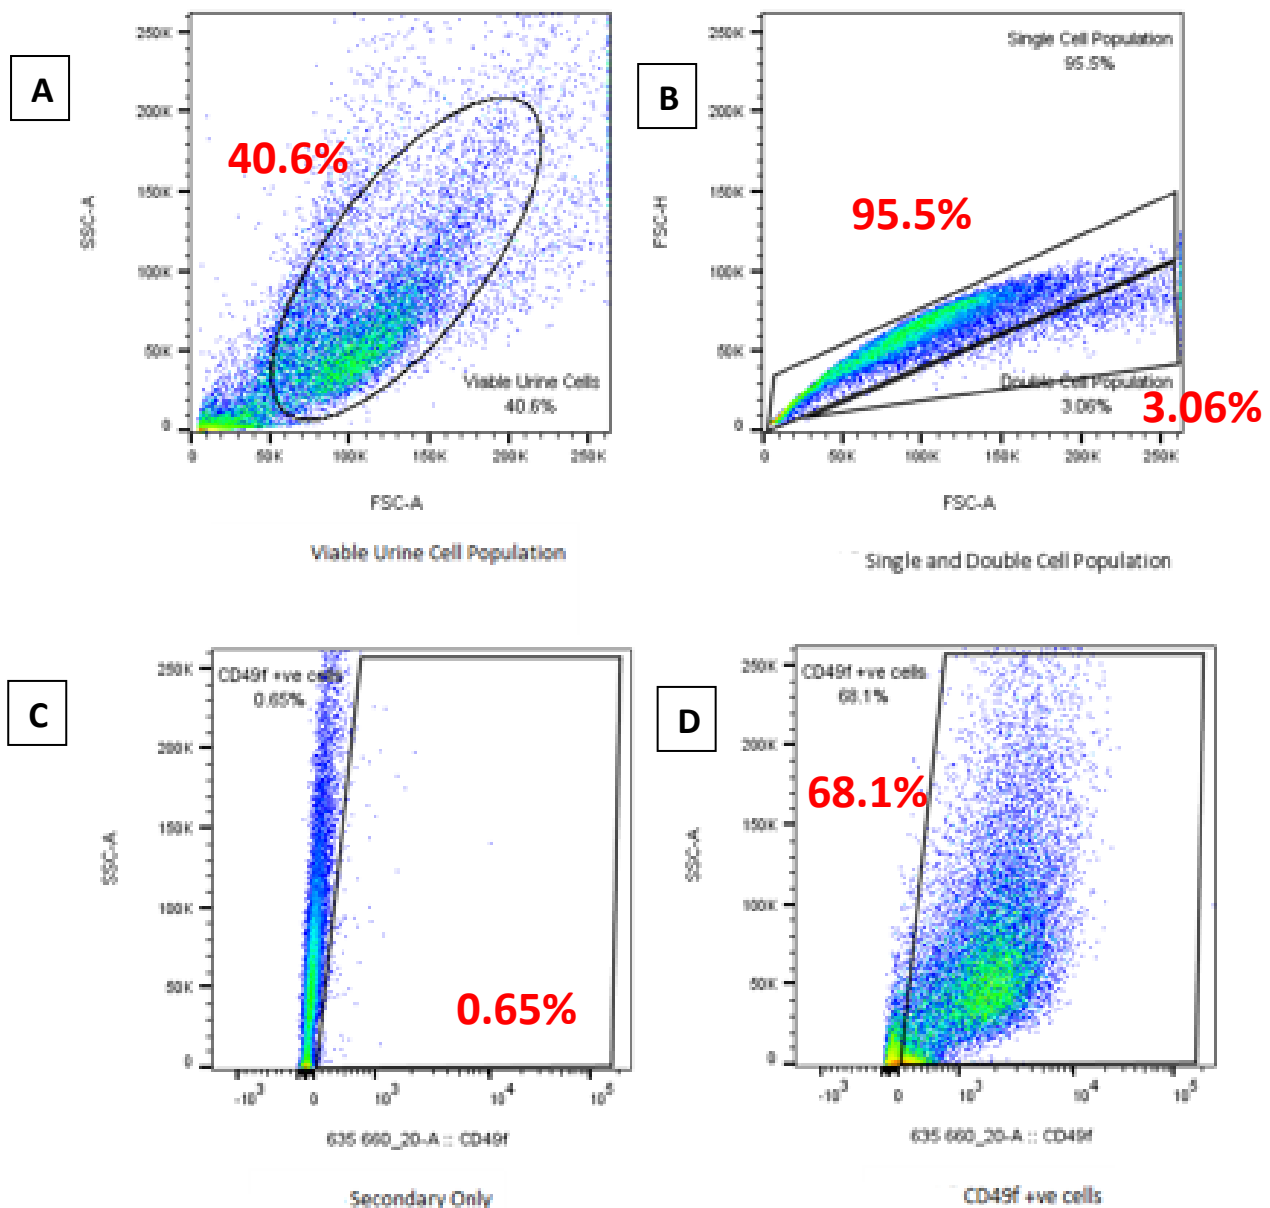 A
250K
200K
150K
100K
50K
0
SSC-A
40.6%
Viable Urine Cells
40.6%
0 50K 100K 150K 200K 250K
FSC-A
Viable Urine Cell Population
B
250K
200K
150K
100K
50K
0
FSC-H
Single Cell Population
95.5%
95.5%
Double Cell Population
3.06%
3.06%
0 50K 100K 150K 200K 250K
FSC-A
Single and Double Cell Population
C
250K
200K
150K
100K
50K
0
SSC-A
CD49f +ve cells
0.65%
0.65%
-10³ 0 10³ 10⁴ 10⁵
635 660_20-A :: CD49f
Secondary Only
D
250K
200K
150K
100K
50K
0
SSC-A
CD49f +ve cells
68.1%
68.1%
-10³ 0 10³ 10⁴ 10⁵
635 660_20-A :: CD49f
CD49f +ve cells